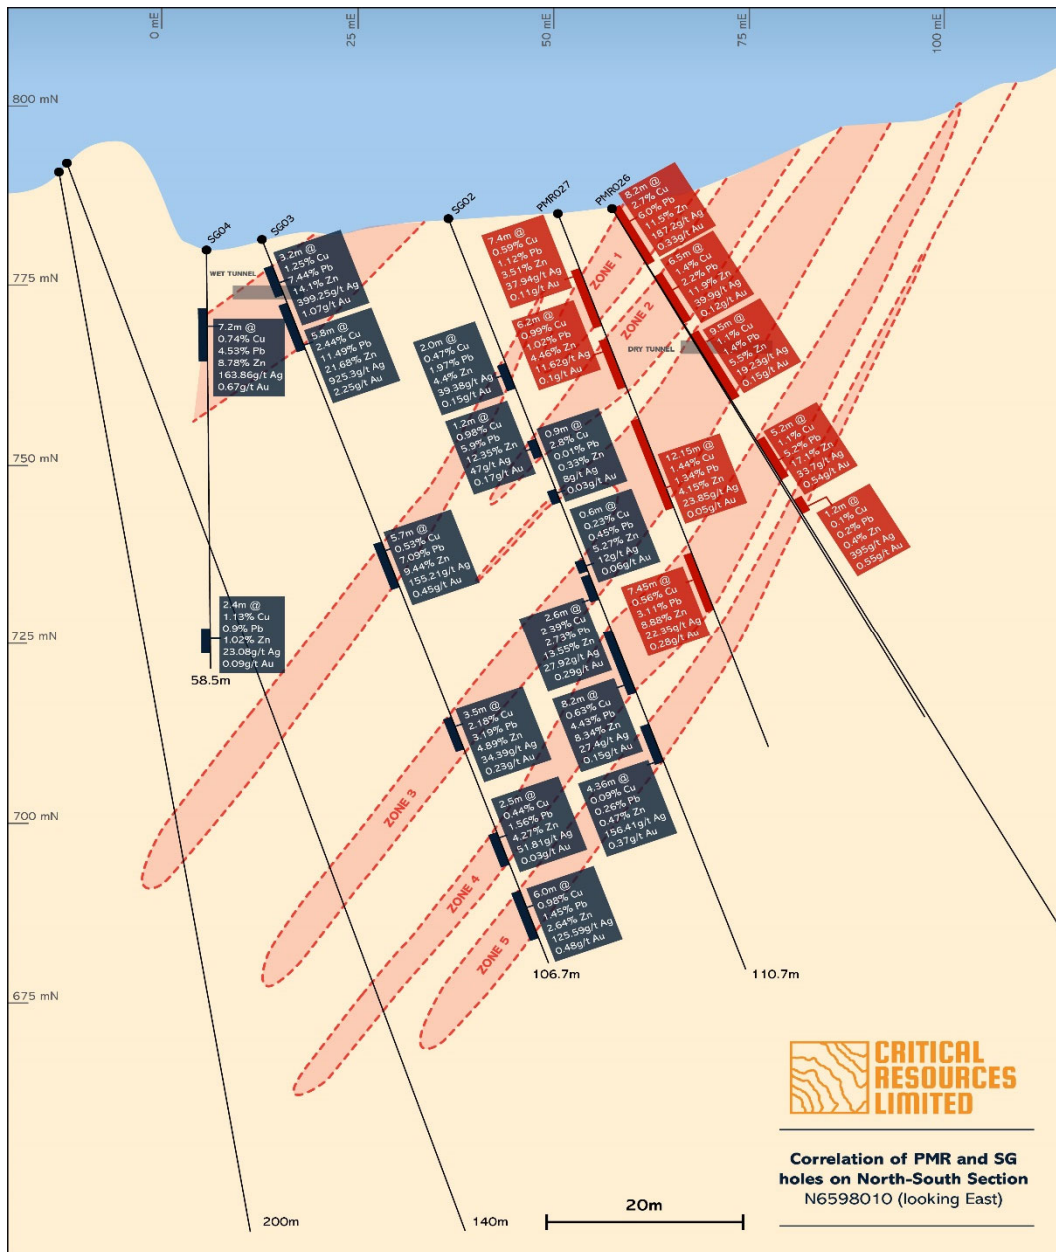 0 mE
25 mE
50 mE
75 mE
100 mE
800 mN
775 mN
750 mN
725 mN
700 mN
675 mN
SG04
SG03
SG02
PMR027
PMR026
WET TUNNEL
DRY TUNNEL
ZONE 1
ZONE 2
ZONE 3
ZONE 4
ZONE 5
7.2m @
0.74% Cu
4.53% Pb
8.78% Zn
163.86g/t Ag
0.67g/t Au
2.4m @
1.13% Cu
0.9% Pb
1.02% Zn
23.08g/t Ag
0.09g/t Au
58.5m
3.2m @
1.25% Cu
7.44% Pb
14.1% Zn
399.25g/t Ag
1.07g/t Au
5.8m @
2.44% Cu
11.49% Pb
21.68% Zn
925.3g/t Ag
2.25g/t Au
5.7m @
0.53% Cu
7.09% Pb
9.44% Zn
155.21g/t Ag
0.45g/t Au
3.5m @
2.18% Cu
3.19% Pb
4.89% Zn
34.39g/t Ag
0.23g/t Au
2.5m @
0.44% Cu
1.56% Pb
4.27% Zn
51.81g/t Ag
0.03g/t Au
6.0m @
0.98% Cu
1.45% Pb
2.64% Zn
125.59g/t Ag
0.48g/t Au
106.7m
2.0m @
0.47% Cu
1.97% Pb
4.4% Zn
39.38g/t Ag
0.15g/t Au
1.2m @
0.98% Cu
5.9% Pb
12.35% Zn
47g/t Ag
0.17g/t Au
0.9m @
2.8% Cu
0.01% Pb
0.33% Zn
8g/t Ag
0.03g/t Au
0.6m @
0.23% Cu
0.45% Pb
5.27% Zn
12g/t Ag
0.06g/t Au
2.6m @
2.39% Cu
2.73% Pb
13.55% Zn
27.92g/t Ag
0.29g/t Au
8.2m @
0.63% Cu
4.43% Pb
8.34% Zn
27.4g/t Ag
0.15g/t Au
4.36m @
0.09% Cu
0.26% Pb
0.47% Zn
156.41g/t Ag
0.37g/t Au
110.7m
7.4m @
0.59% Cu
1.12% Pb
3.51% Zn
37.94g/t Ag
0.11g/t Au
6.2m @
0.99% Cu
1.02% Pb
4.46% Zn
11.62g/t Ag
0.1g/t Au
12.15m @
1.44% Cu
1.34% Pb
4.15% Zn
23.85g/t Ag
0.05g/t Au
7.45m @
0.56% Cu
3.11% Pb
8.88% Zn
22.35g/t Ag
0.28g/t Au
8.2m @
2.7% Cu
6.0% Pb
11.5% Zn
187.2g/t Ag
0.33g/t Au
6.5m @
1.4% Cu
2.2% Pb
11.9% Zn
39.9g/t Ag
0.12g/t Au
9.5m @
1.1% Cu
1.4% Pb
5.5% Zn
19.23g/t Ag
0.15g/t Au
5.2m @
1.1% Cu
5.2% Pb
17.1% Zn
33.7g/t Ag
0.54g/t Au
1.2m @
0.1% Cu
0.2% Pb
0.4% Zn
395g/t Ag
0.55g/t Au
200m
140m
20m
CRITICAL
RESOURCES
LIMITED
Correlation of PMR and SG
holes on North-South Section
N6598010 (looking East)